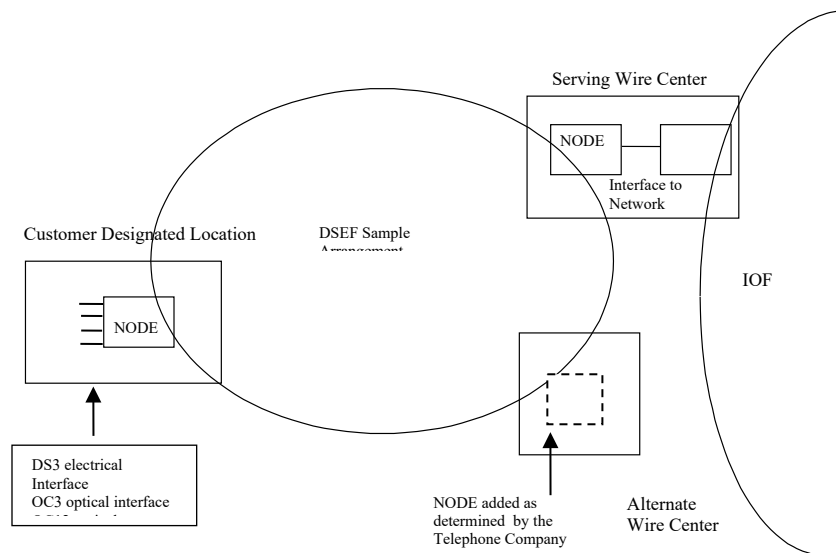 Serving Wire Center
NODE
Interface to
Network
Customer Designated Location
DSEF Sample
Arrangement
IOF
NODE
DS3 electrical
Interface
OC3 optical interface
NODE added as
determined by the
Telephone Company
Alternate
Wire Center